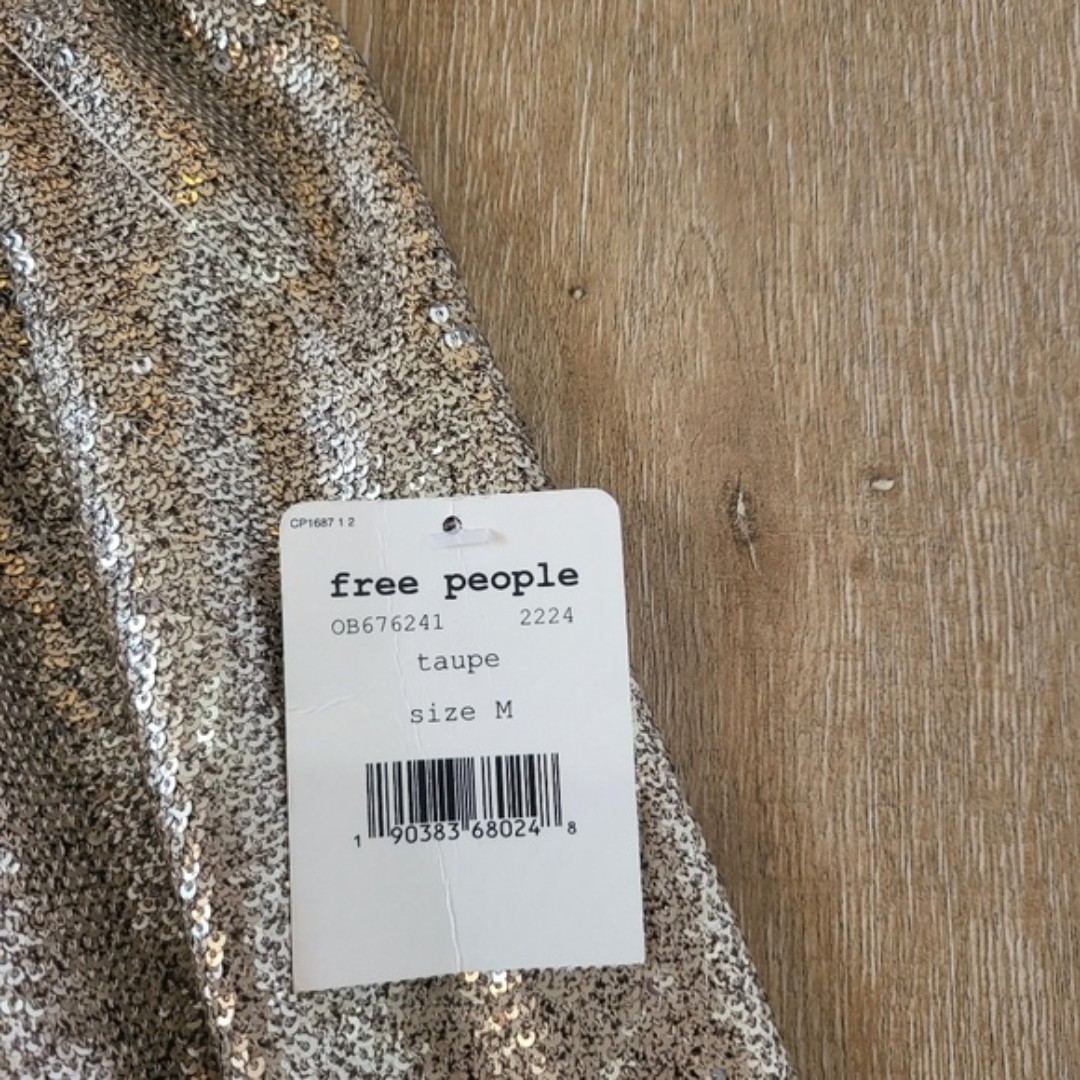 CP1687 1 2
free people
OB676241 2224
taupe
size M
1 90383 68024 8